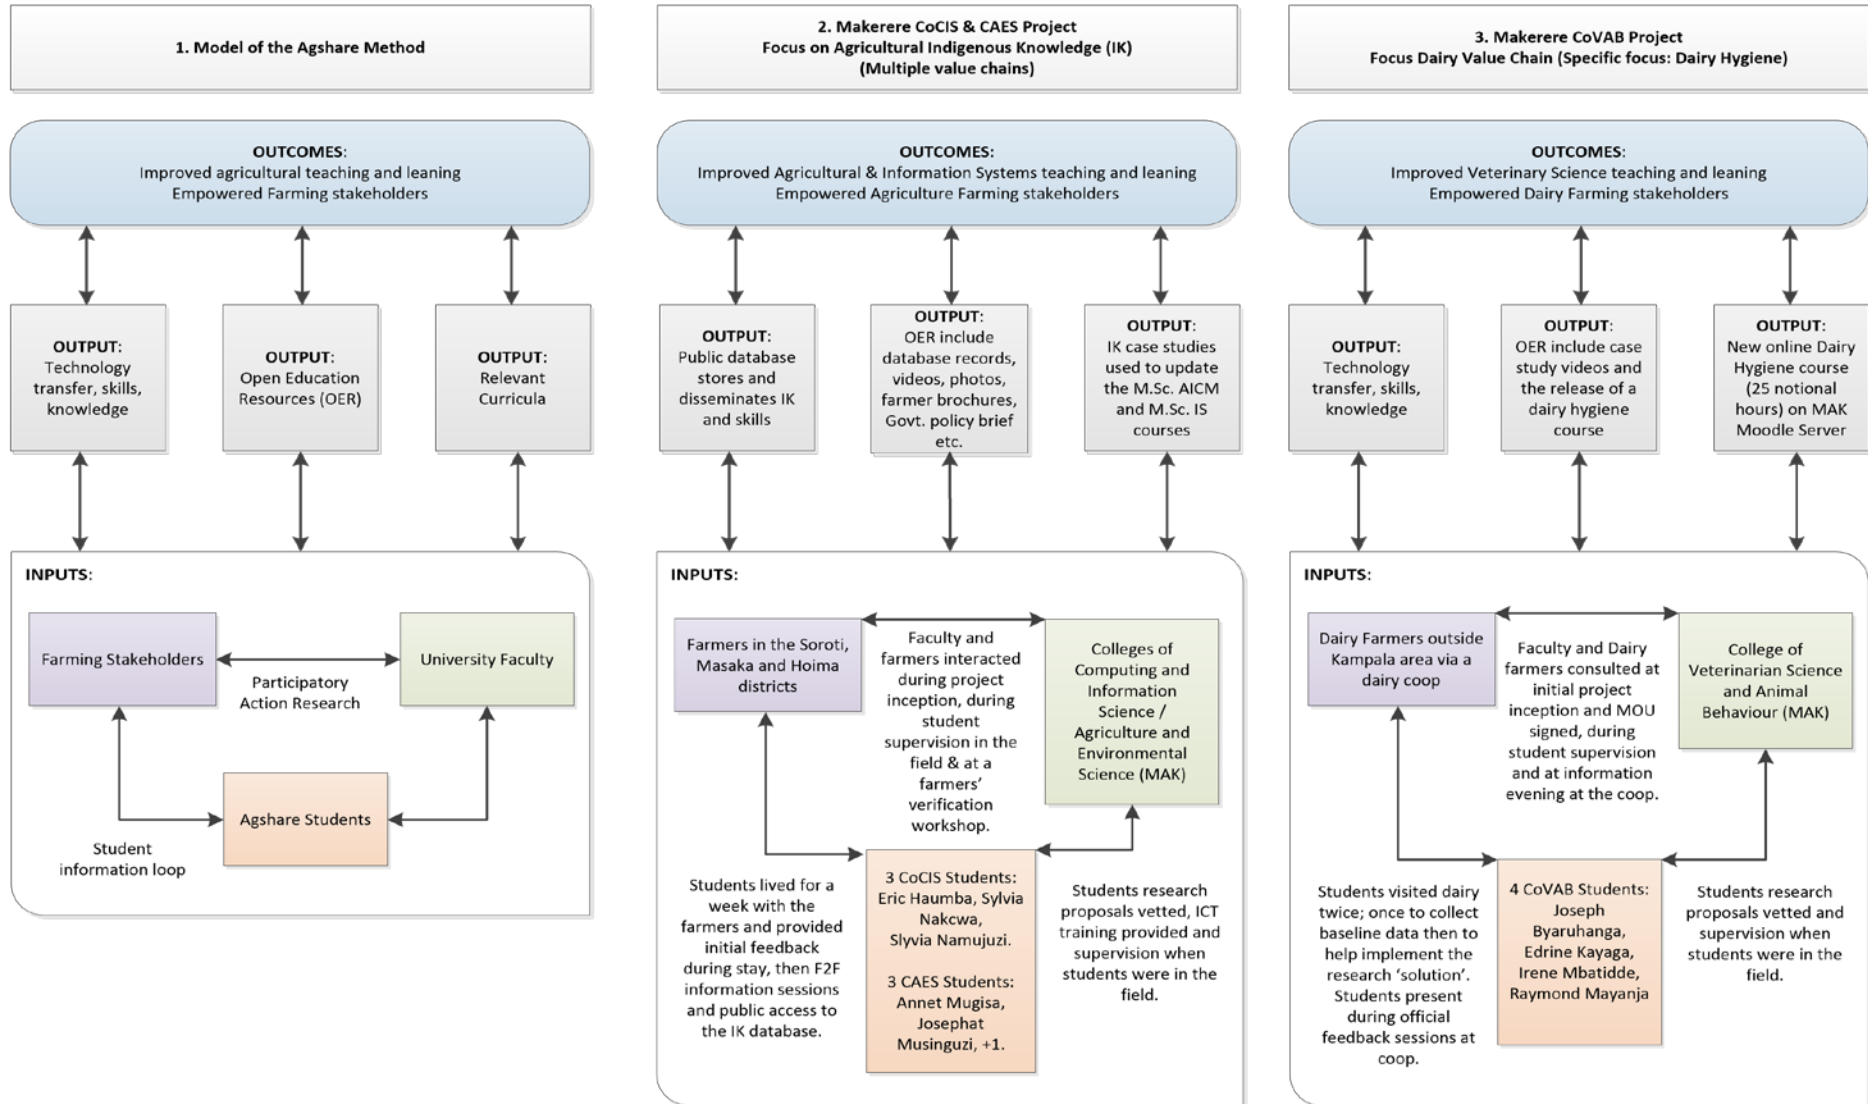 1. Model of the Agshare Method
OUTCOMES:
Improved agricultural teaching and leaning
Empowered Farming stakeholders
OUTPUT:
Technology
transfer, skills,
knowledge
OUTPUT:
Open Education
Resources (OER)
OUTPUT:
Relevant
Curricula
INPUTS:
Farming Stakeholders
Participatory
Action Research
University Faculty
Agshare Students
Student
information loop
2. Makerere CoCIS & CAES Project
Focus on Agricultural Indigenous Knowledge (IK)
(Multiple value chains)
OUTCOMES:
Improved Agricultural & Information Systems teaching and leaning
Empowered Agriculture Farming stakeholders
OUTPUT:
Public database
stores and
disseminates IK
and skills
OUTPUT:
OER include
database records,
videos, photos,
farmer brochures,
Govt. policy brief
etc.
OUTPUT:
IK case studies
used to update
the M.Sc. AICM
and M.Sc. IS
courses
INPUTS:
Farmers in the Soroti,
Masaka and Hoima
districts
Faculty and
farmers interacted
during project
inception, during
student
supervision in the
field & at a
farmers’
verification
workshop.
Colleges of
Computing and
Information
Science /
Agriculture and
Environmental
Science (MAK)
Students lived for a
week with the
farmers and provided
initial feedback
during stay, then F2F
information sessions
and public access to
the IK database.
3 CoCIS Students:
Eric Haumba, Sylvia
Nakcwa,
Slyvia Namujuzi.
3 CAES Students:
Annet Mugisa,
Josephat
Musinguzi, +1.
Students research
proposals vetted, ICT
training provided and
supervision when
students were in the
field.
3. Makerere CoVAB Project
Focus Dairy Value Chain (Specific focus: Dairy Hygiene)
OUTCOMES:
Improved Veterinary Science teaching and leaning
Empowered Dairy Farming stakeholders
OUTPUT:
Technology
transfer, skills,
knowledge
OUTPUT:
OER include case
study videos and
the release of a
dairy hygiene
course
OUTPUT:
New online Dairy
Hygiene course
(25 notional
hours) on MAK
Moodle Server
INPUTS:
Dairy Farmers outside
Kampala area via a
dairy coop
Faculty and Dairy
farmers consulted at
initial project
inception and MOU
signed, during
student supervision
and at information
evening at the coop.
College of
Veterinarian Science
and Animal
Behaviour (MAK)
Students visited dairy
twice; once to collect
baseline data then to
help implement the
research ‘solution’.
Students present
during official
feedback sessions at
coop.
4 CoVAB Students:
Joseph
Byaruhanga,
Edrine Kayaga,
Irene Mbatidde,
Raymond Mayanja
Students research
proposals vetted and
supervision when
students were in the
field.